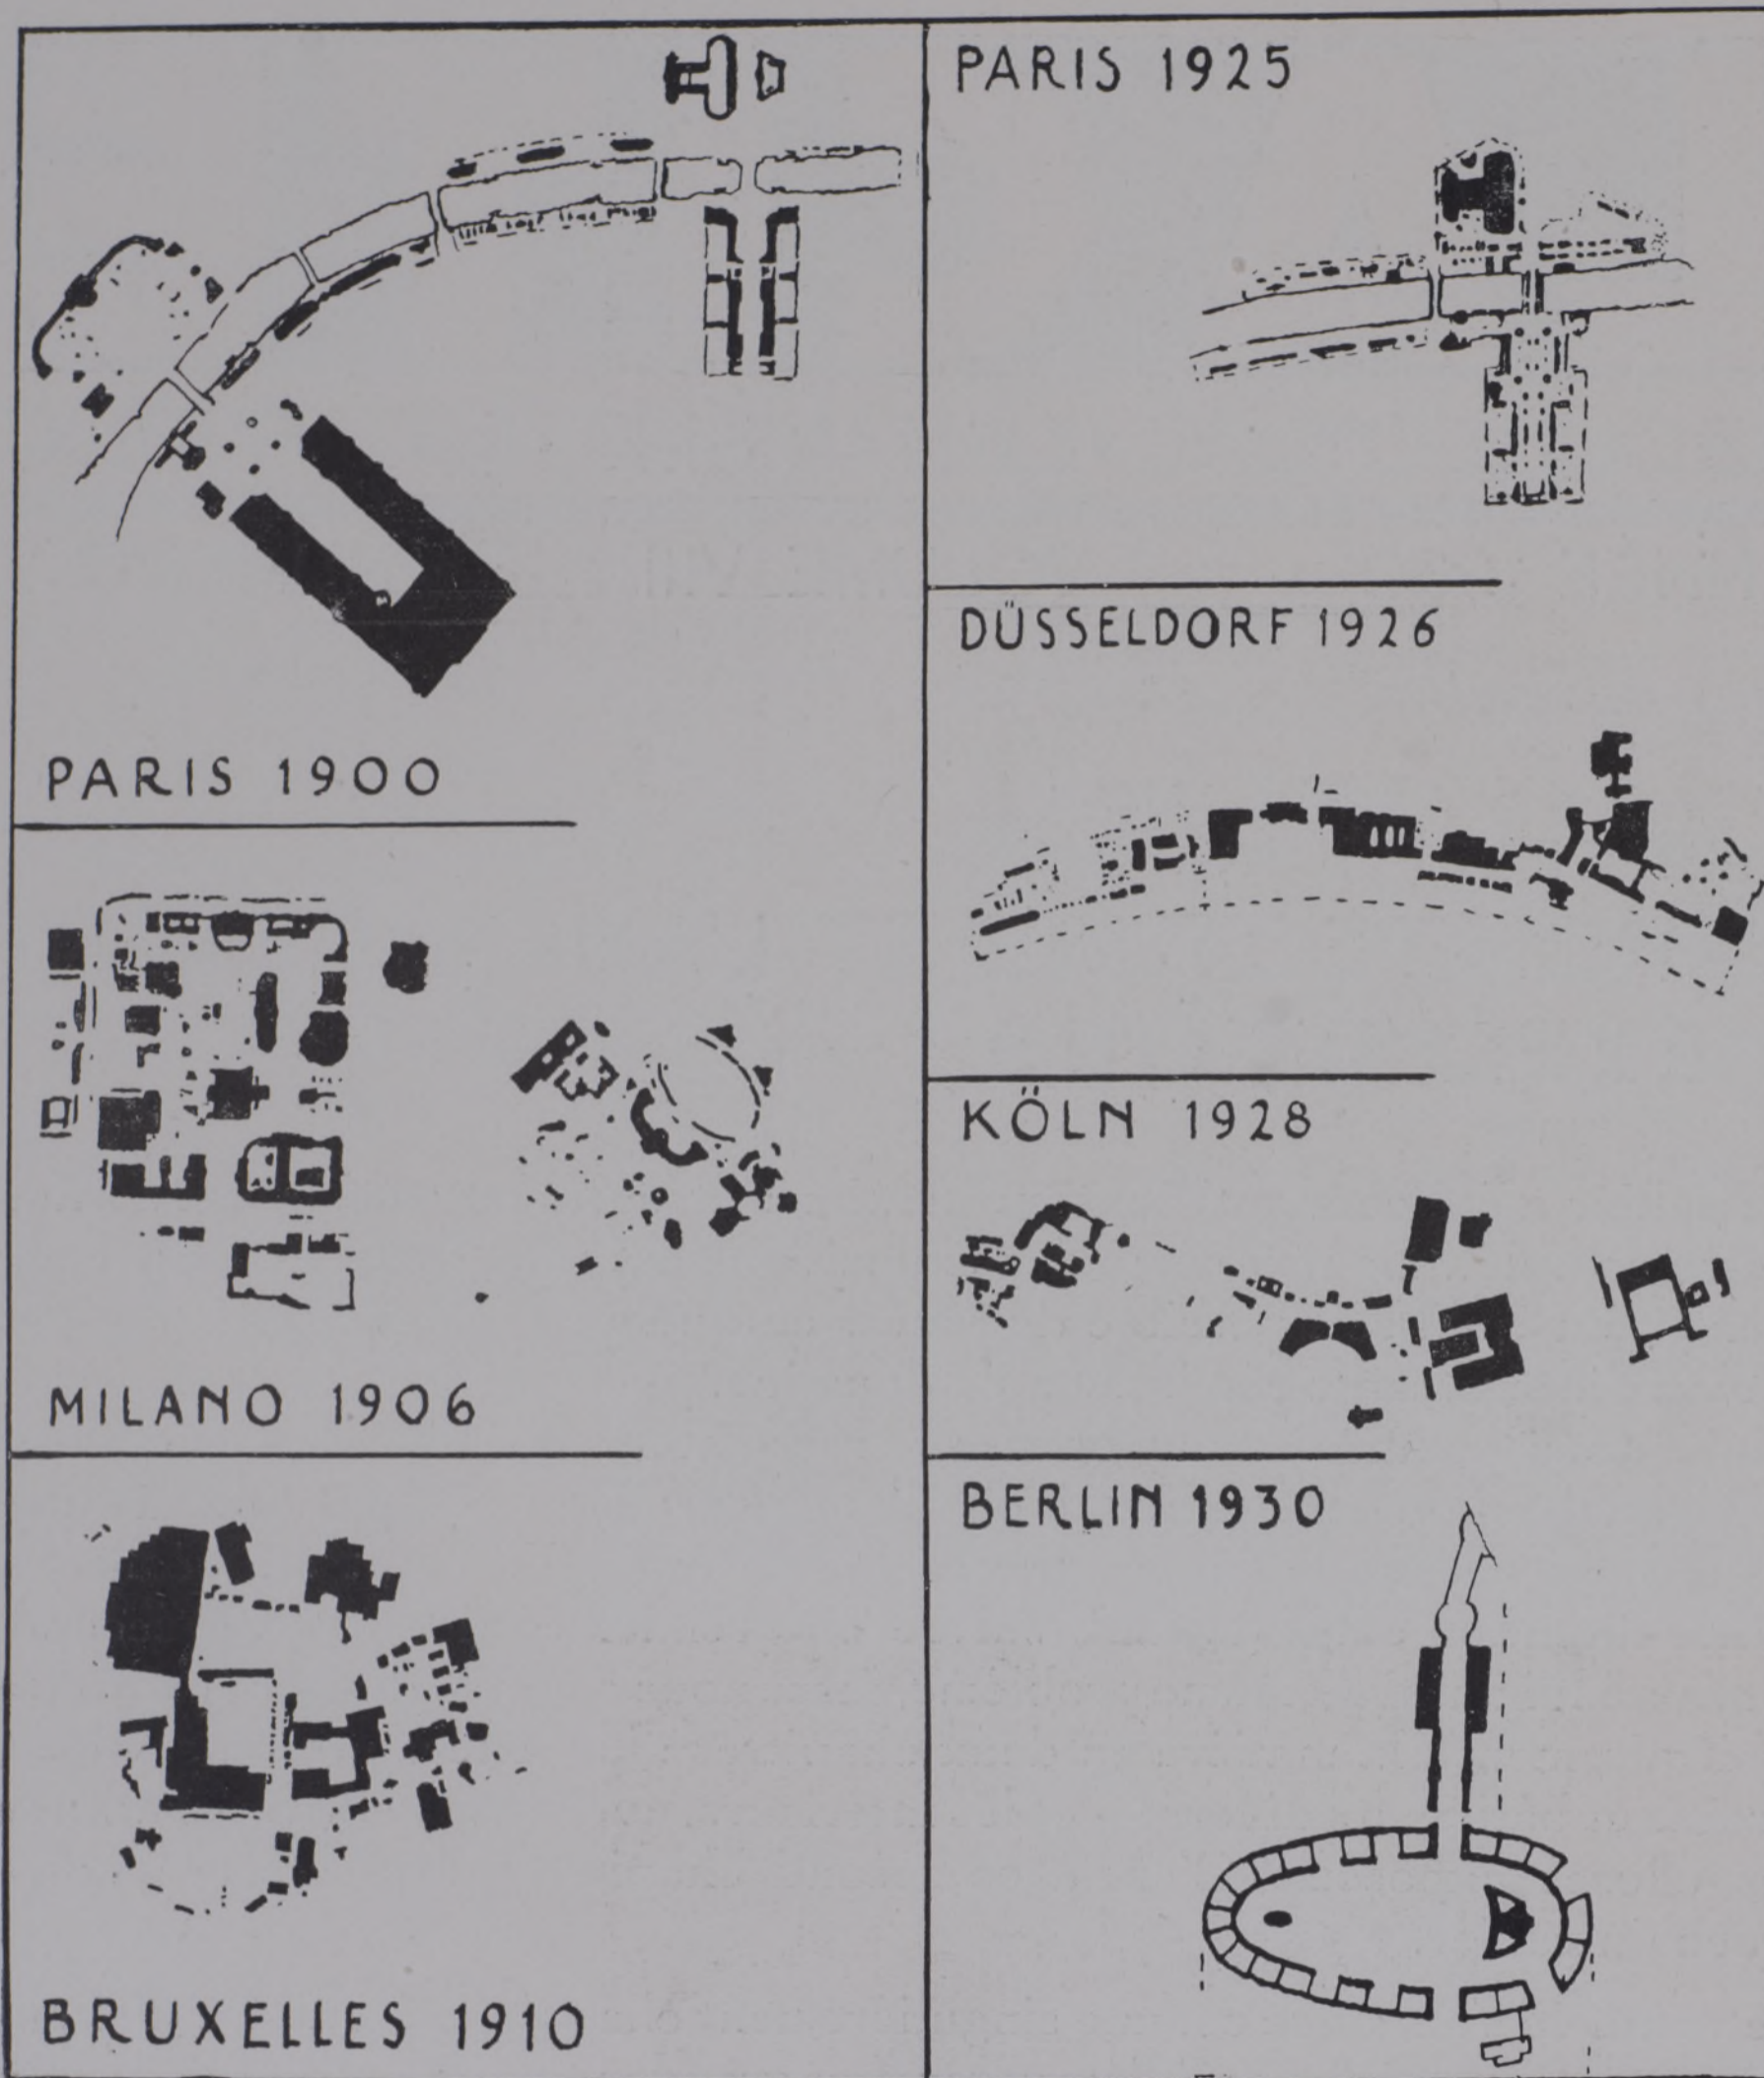 PARIS 1900
MILANO 1906
BRUXELLES 1910
PARIS 1925
DÜSSELDORF 1926
KÖLN 1928
BERLIN 1930